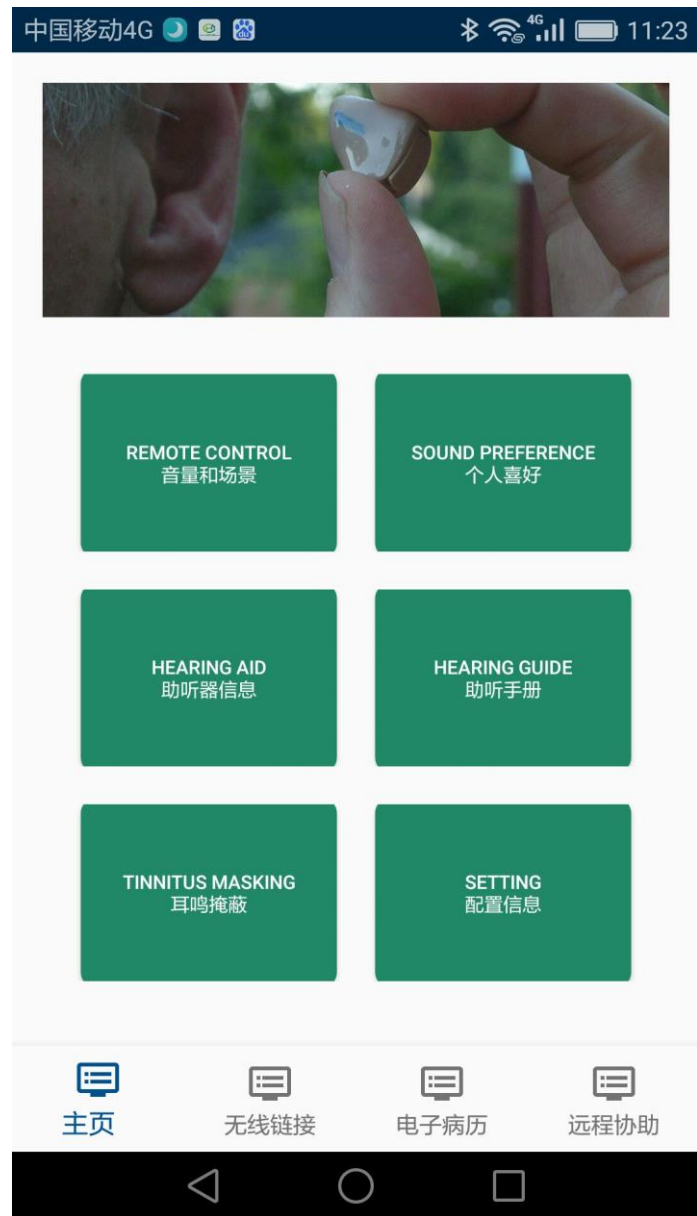 中国移动4G
4G
11:23
REMOTE CONTROL
音量和场景
SOUND PREFERENCE
个人喜好
HEARING AID
助听器信息
HEARING GUIDE
助听手册
TINNITUS MASKING
耳鸣掩蔽
SETTING
配置信息
主页
无线链接
电子病历
远程协助